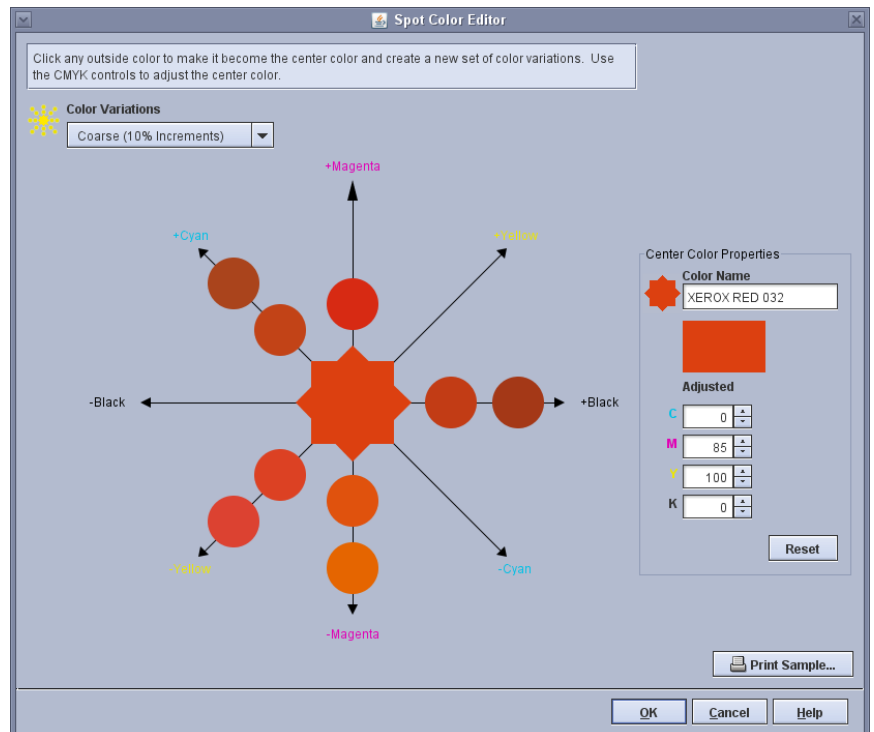 Spot Color Editor
Click any outside color to make it become the center color and create a new set of color variations. Use
the CMYK controls to adjust the center color.
Color Variations
Coarse (10% Increments)
+Magenta
+Cyan
+Yellow
-Black
+Black
-Yellow
-Cyan
-Magenta
Center Color Properties
Color Name
XEROX RED 032
Adjusted
C 0
M 85
Y 100
K 0
Reset
Print Sample...
OK Cancel Help